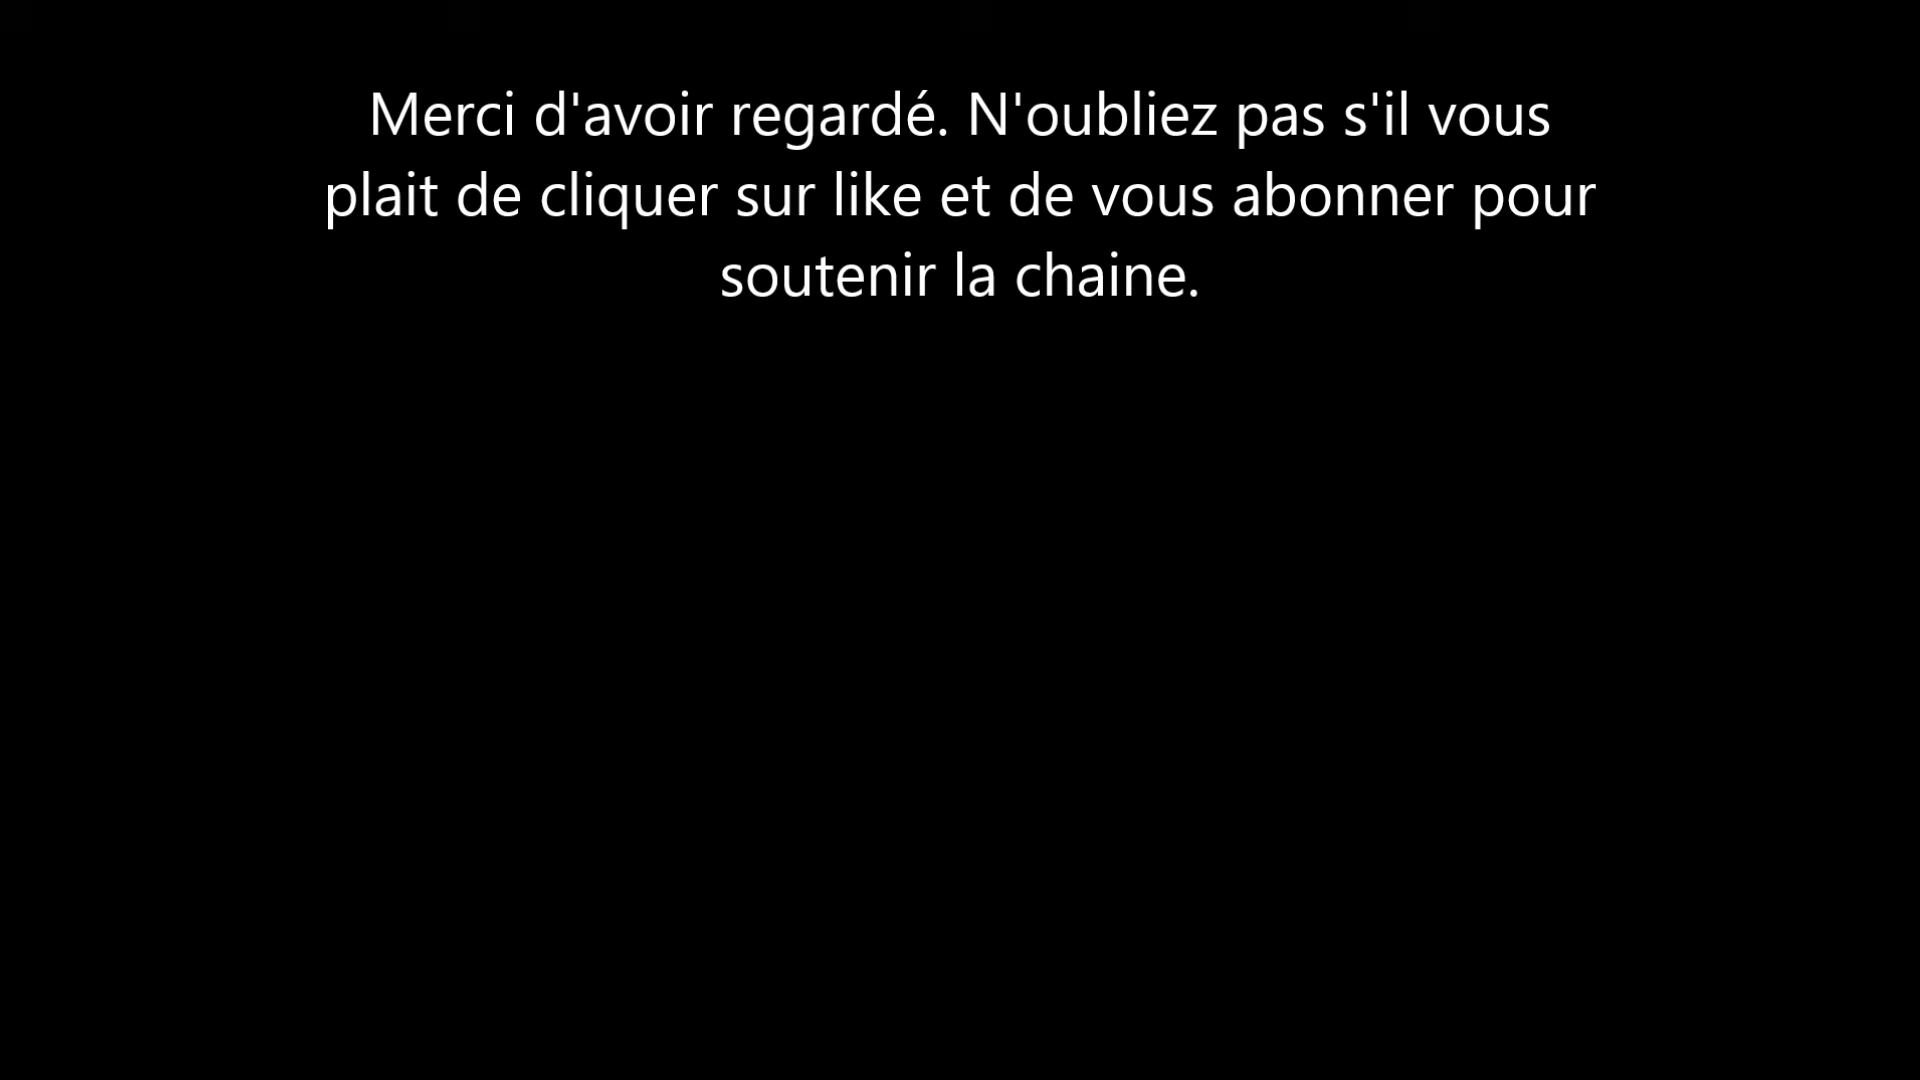 Merci d'avoir regardé. N'oubliez pas s'il vous
plait de cliquer sur like et de vous abonner pour
soutenir la chaine.